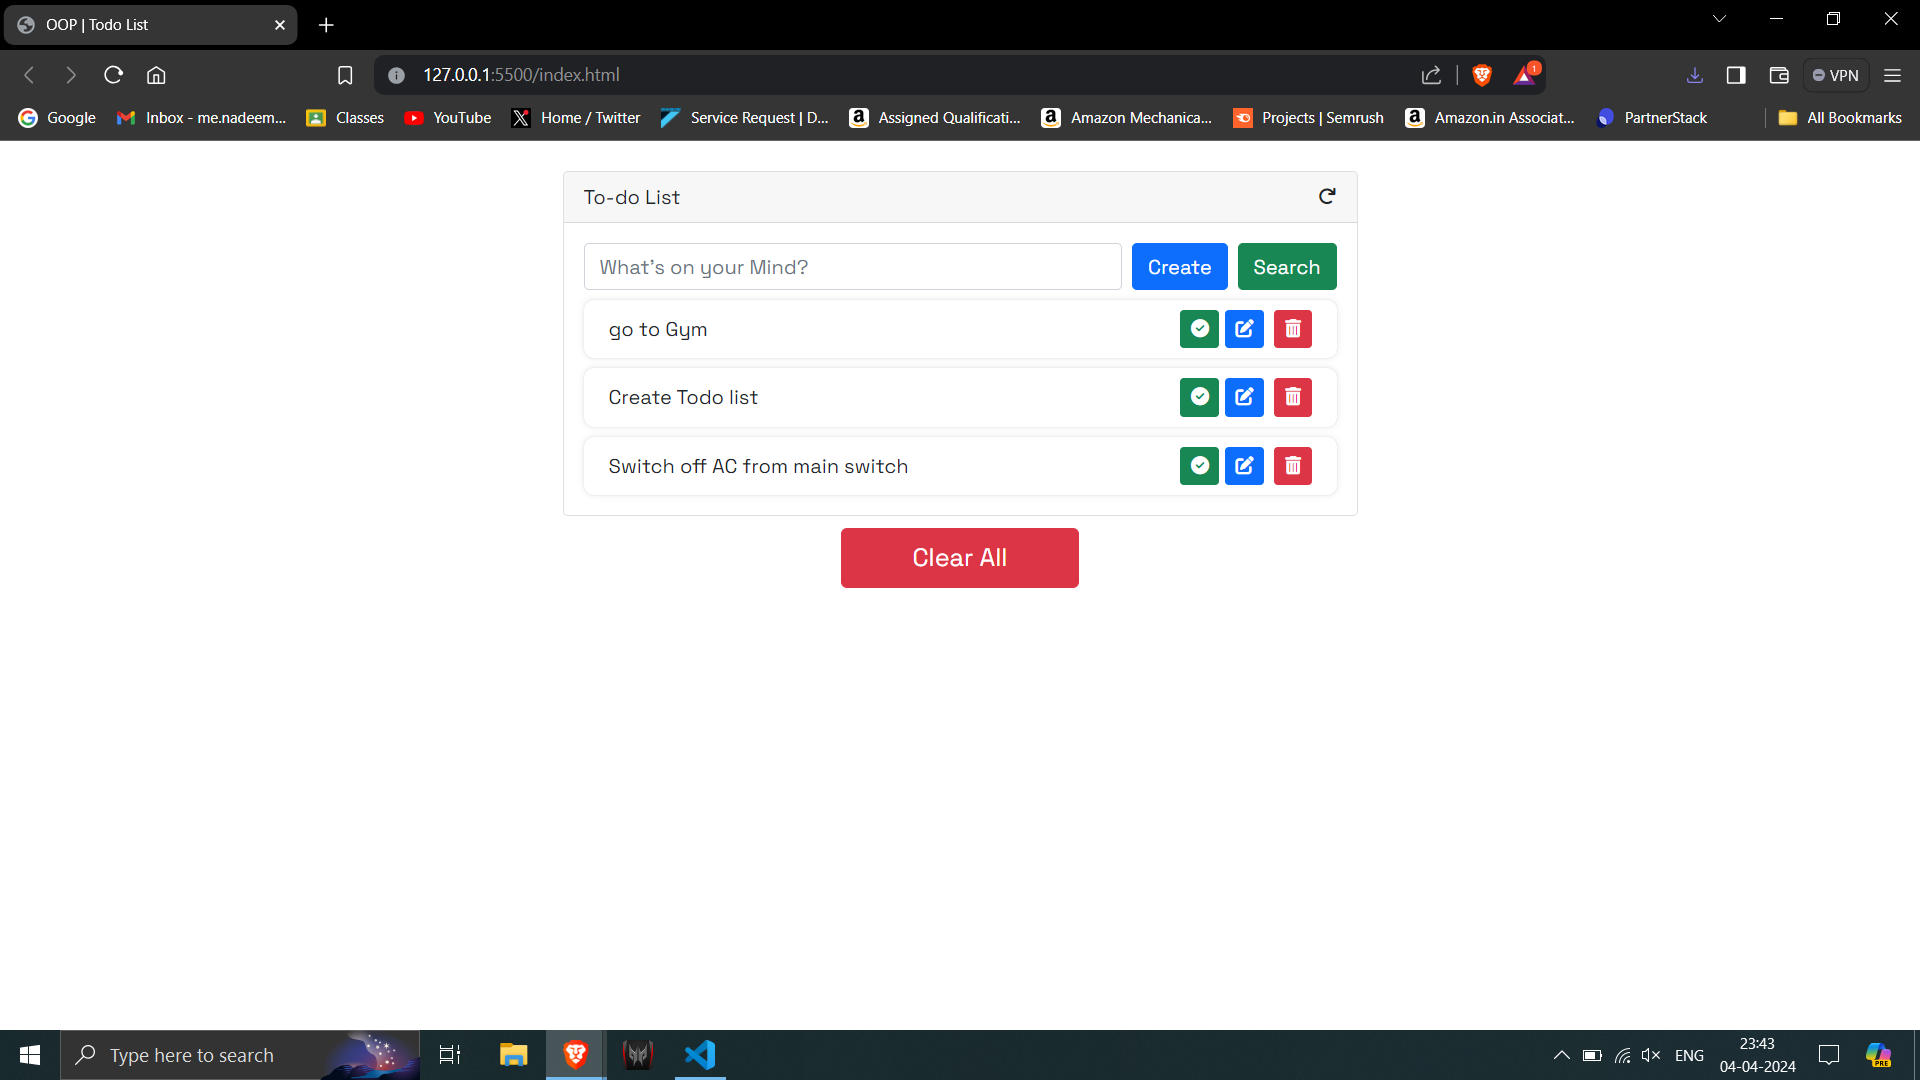 OOP | Todo List
127.0.0.1:5500/index.html
1
VPN
Google
Inbox - me.nadeem...
Classes
YouTube
Home / Twitter
Service Request | D...
Assigned Qualificati...
Amazon Mechanica...
Projects | Semrush
Amazon.in Associat...
PartnerStack
All Bookmarks
To-do List
What's on your Mind?
Create
Search
go to Gym
Create Todo list
Switch off AC from main switch
Clear All
Type here to search
ENG
23:43
04-04-2024
PRE